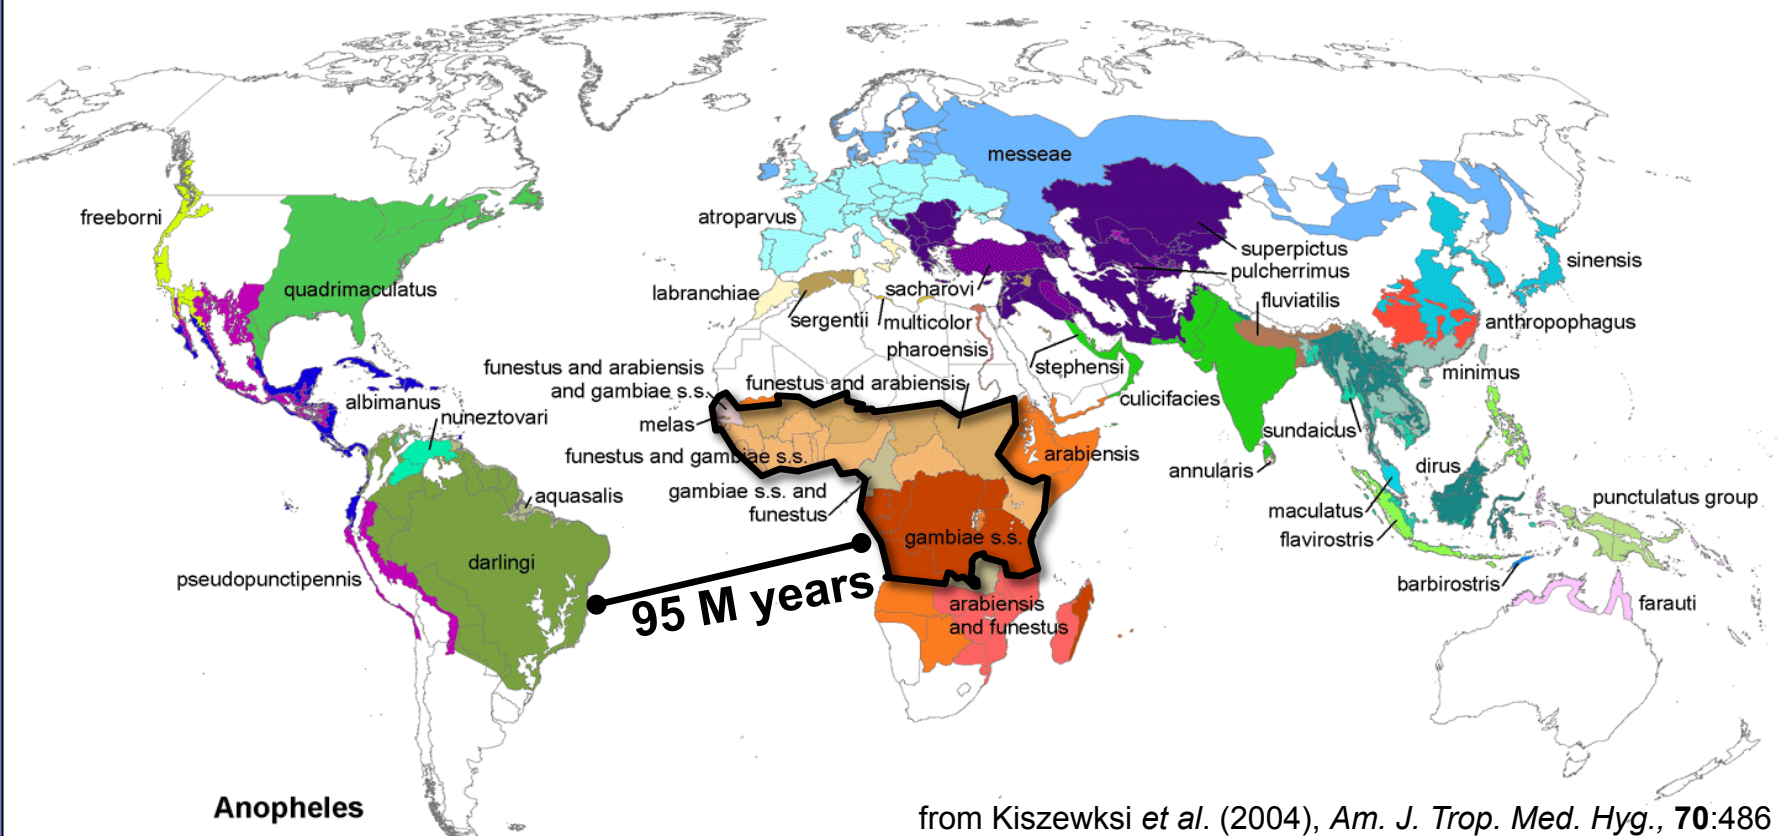 messeae
freeborni
atroparvus
superpictus
pulcherrimus
sinensis
quadrimaculatus
labranchiae
sacharovi
fluviatilis
sergentii
multicolor
anthropophagus
pharoensis
stephensi
minimus
funestus and arabiensis
and gambiae s.s.
funestus and arabiensis
albimanus
nuneztovari
culicifacies
melas
sundaicus
funestus and gambiae s.s.
arabiensis
annularis
dirus
gambiae s.s. and
funestus
aquasalis
maculatus
punctulatus group
flavirostris
gambiae s.s.
darlingi
pseudopunctipennis
95 M years
barbirostris
arabiensis
and funestus
farauti
Anopheles
from Kiszewksi et al. (2004), Am. J. Trop. Med. Hyg., 70:486